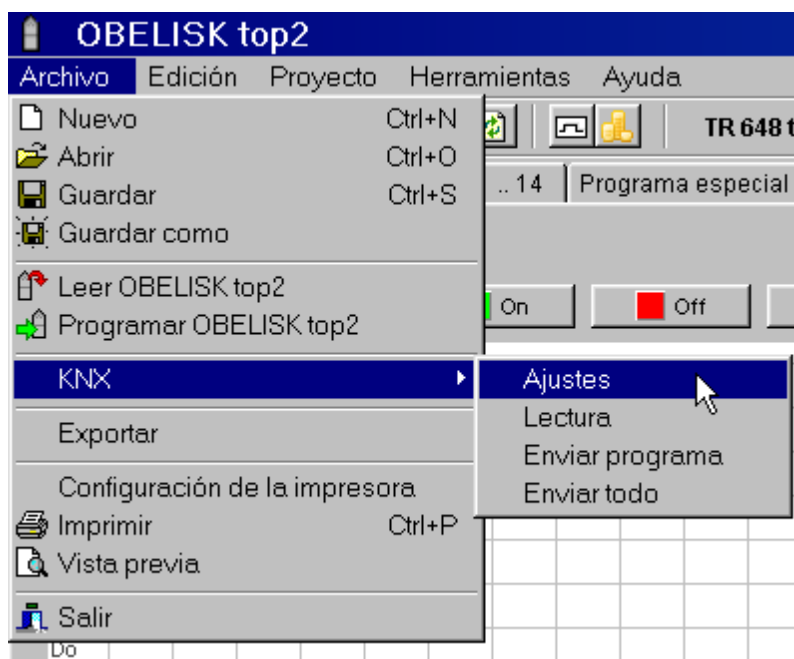 OBELISK top2
Archivo Edición Proyecto Herramientas Ayuda
Nuevo Ctrl+N
TR 648 t
Abrir Ctrl+O
Guardar Ctrl+S
.. 14 Programa especial
Guardar como
Leer OBELISK top2
On Off
Programar OBELISK top2
KNX
Ajustes
Lectura
Exportar
Enviar programa
Configuración de la impresora
Enviar todo
Imprimir Ctrl+P
Vista previa
Salir
Do